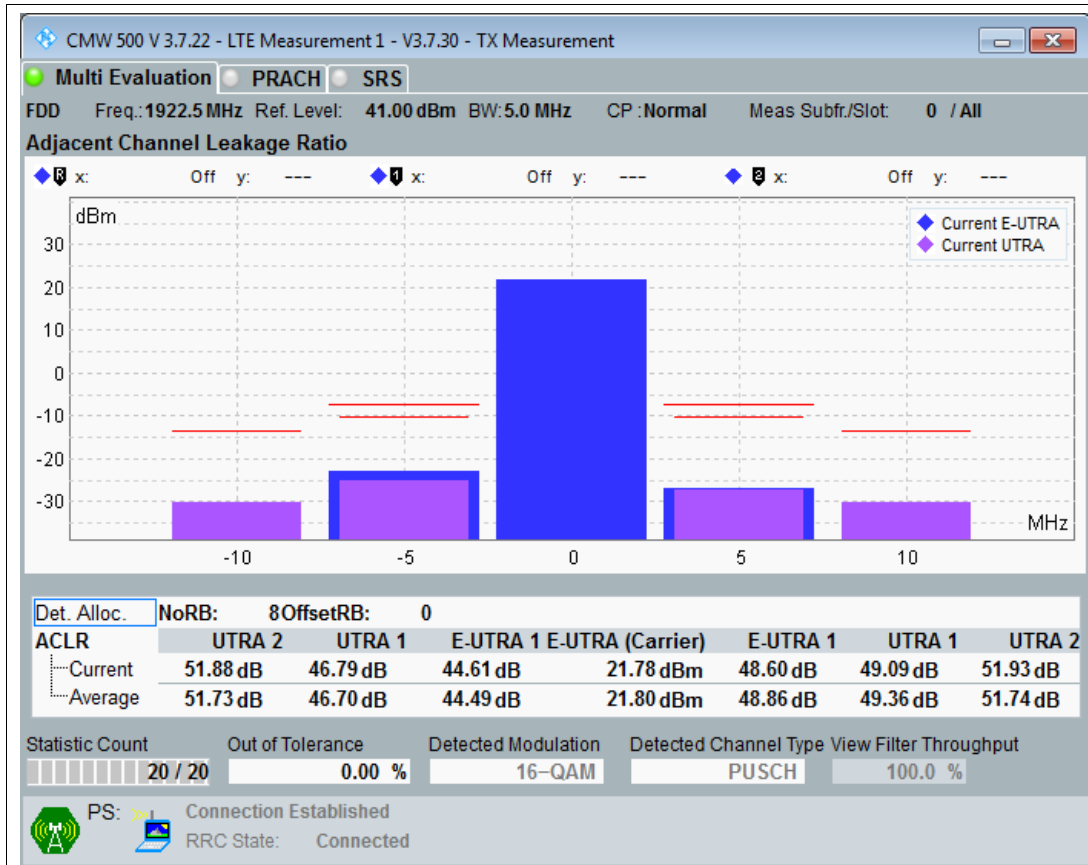 CMW 500 V 3.7.22 - LTE Measurement 1 - V3.7.30 - TX Measurement
Multi Evaluation PRACH SRS
FDD Freq.: 1922.5 MHz Ref. Level: 41.00 dBm BW: 5.0 MHz CP : Normal Meas Subfr./Slot: 0 / All
Adjacent Channel Leakage Ratio
R x: Off y: --- 1 x: Off y: --- 2 x: Off y: ---
dBm
Current E-UTRA
Current UTRA
30
20
10
0
-10
-20
-30
MHz
-10 -5 0 5 10
Det. Alloc. NoRB: 8 OffsetRB: 0
ACLR UTRA 2 UTRA 1 E-UTRA 1 E-UTRA (Carrier) E-UTRA 1 UTRA 1 UTRA 2
Current 51.88 dB 46.79 dB 44.61 dB 21.78 dBm 48.60 dB 49.09 dB 51.93 dB
Average 51.73 dB 46.70 dB 44.49 dB 21.80 dBm 48.86 dB 49.36 dB 51.74 dB
Statistic Count Out of Tolerance Detected Modulation Detected Channel Type View Filter Throughput
20 / 20 0.00 % 16-QAM PUSCH 100.0 %
PS: Connection Established
RRC State: Connected